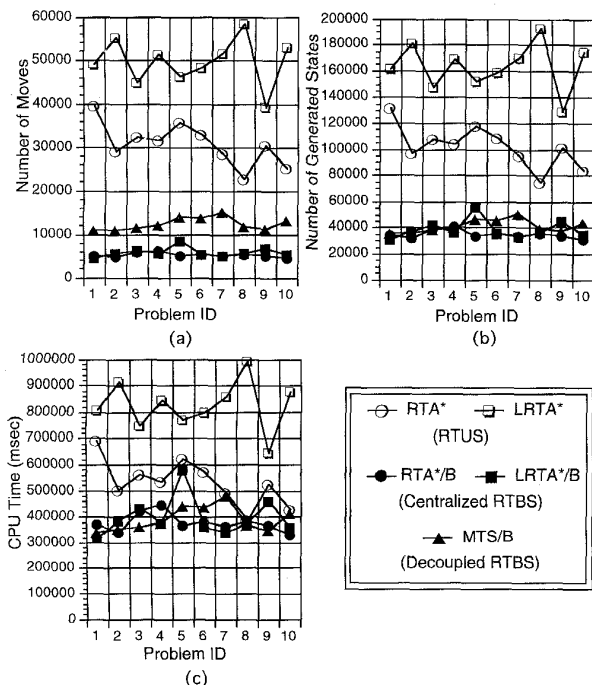 60000
50000
40000
30000
20000
10000
0
Number of Moves
1 2 3 4 5 6 7 8 9 10
Problem ID
(a)
200000
180000
160000
140000
120000
100000
80000
60000
40000
20000
0
Number of Generated States
1 2 3 4 5 6 7 8 9 10
Problem ID
(b)
1000000
900000
800000
700000
600000
500000
400000
300000
200000
100000
0
CPU Time (msec)
1 2 3 4 5 6 7 8 9 10
Problem ID
(c)
RTA* LRTA*
(RTUS)
RTA*/B LRTA*/B
(Centralized RTBS)
MTS/B
(Decoupled RTBS)